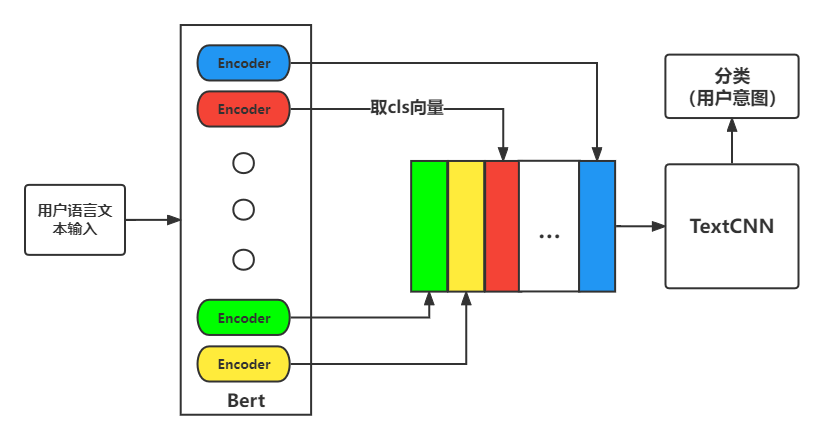 用户语言文
本输入
Encoder
Encoder
Encoder
Encoder
Bert
取cls向量
...
TextCNN
分类
（用户意图）